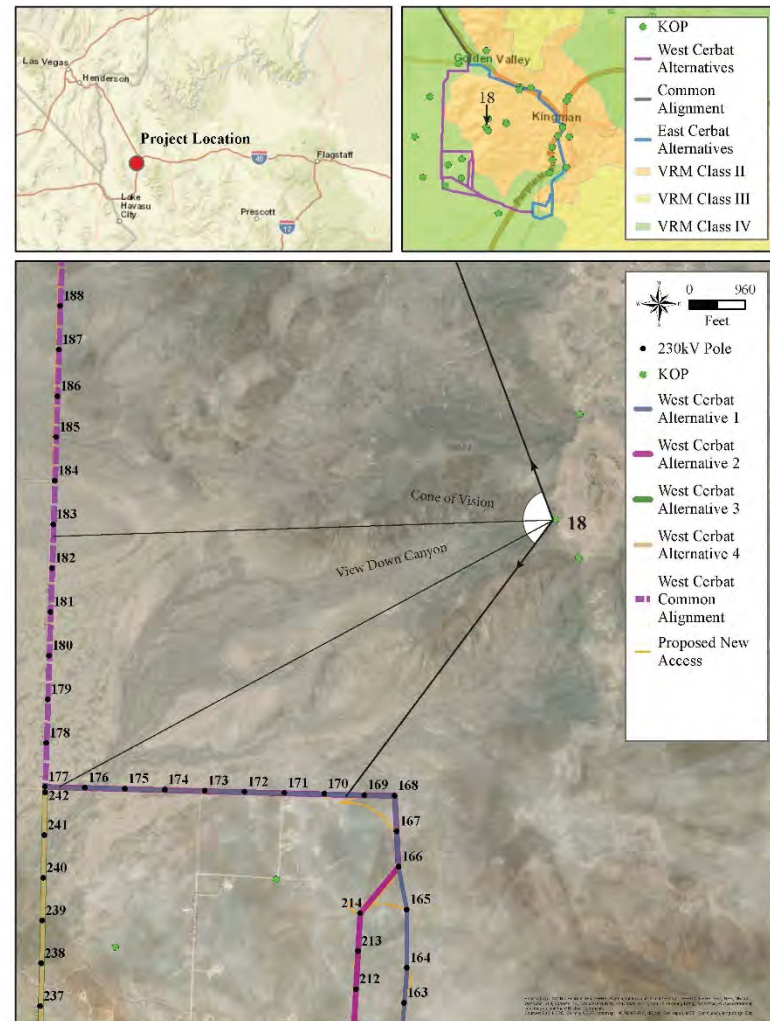 Las Vegas
Henderson
Project Location
Flagstaff
40
Lake
Havasu
City
Prescott
17
Golden Valley
18
Kingman
KOP
West Cerbat
Alternatives
Common
Alignment
East Cerbat
Alternatives
VRM Class II
VRM Class III
VRM Class IV
0 960
Feet
230kV Pole
KOP
West Cerbat
Alternative 1
West Cerbat
Alternative 2
West Cerbat
Alternative 3
West Cerbat
Alternative 4
West Cerbat
Common
Alignment
Proposed New
Access
188
187
186
185
184
Cone of Vision
183
18
182
View Down Canyon
181
180
179
178
177 176 175 174 173 172 171 170 169 168
242
241
167
240
166
239
214
165
238
213
164
237
212
163